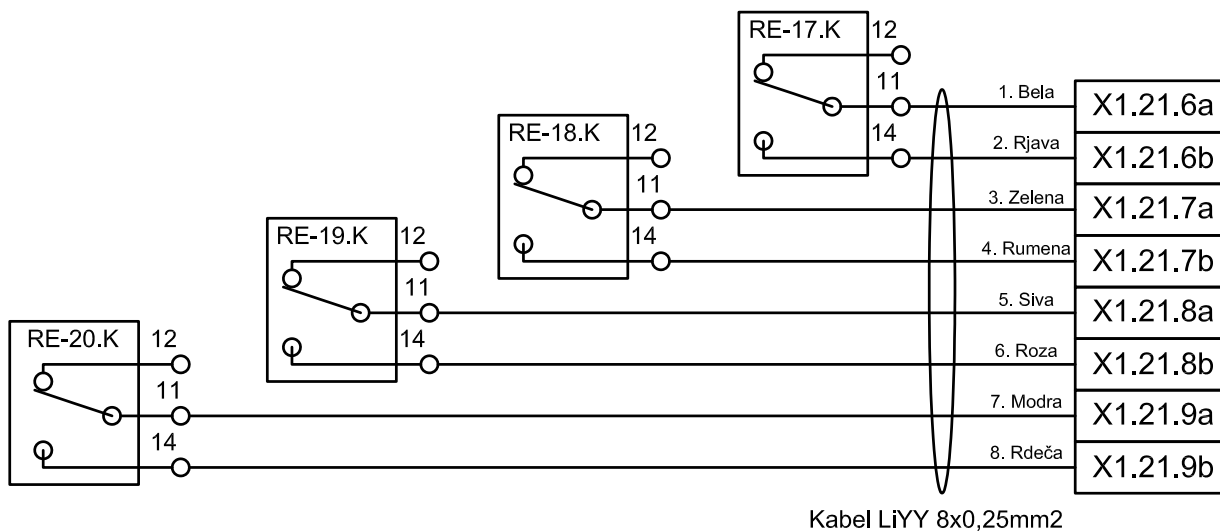 RE-17.K
12
11
14
RE-18.K
12
11
14
RE-19.K
12
11
14
RE-20.K
12
11
14
1. Bela
2. Rjava
3. Zelena
4. Rumena
5. Siva
6. Roza
7. Modra
8. Rdeča
X1.21.6a
X1.21.6b
X1.21.7a
X1.21.7b
X1.21.8a
X1.21.8b
X1.21.9a
X1.21.9b
Kabel LiYY 8x0,25mm2